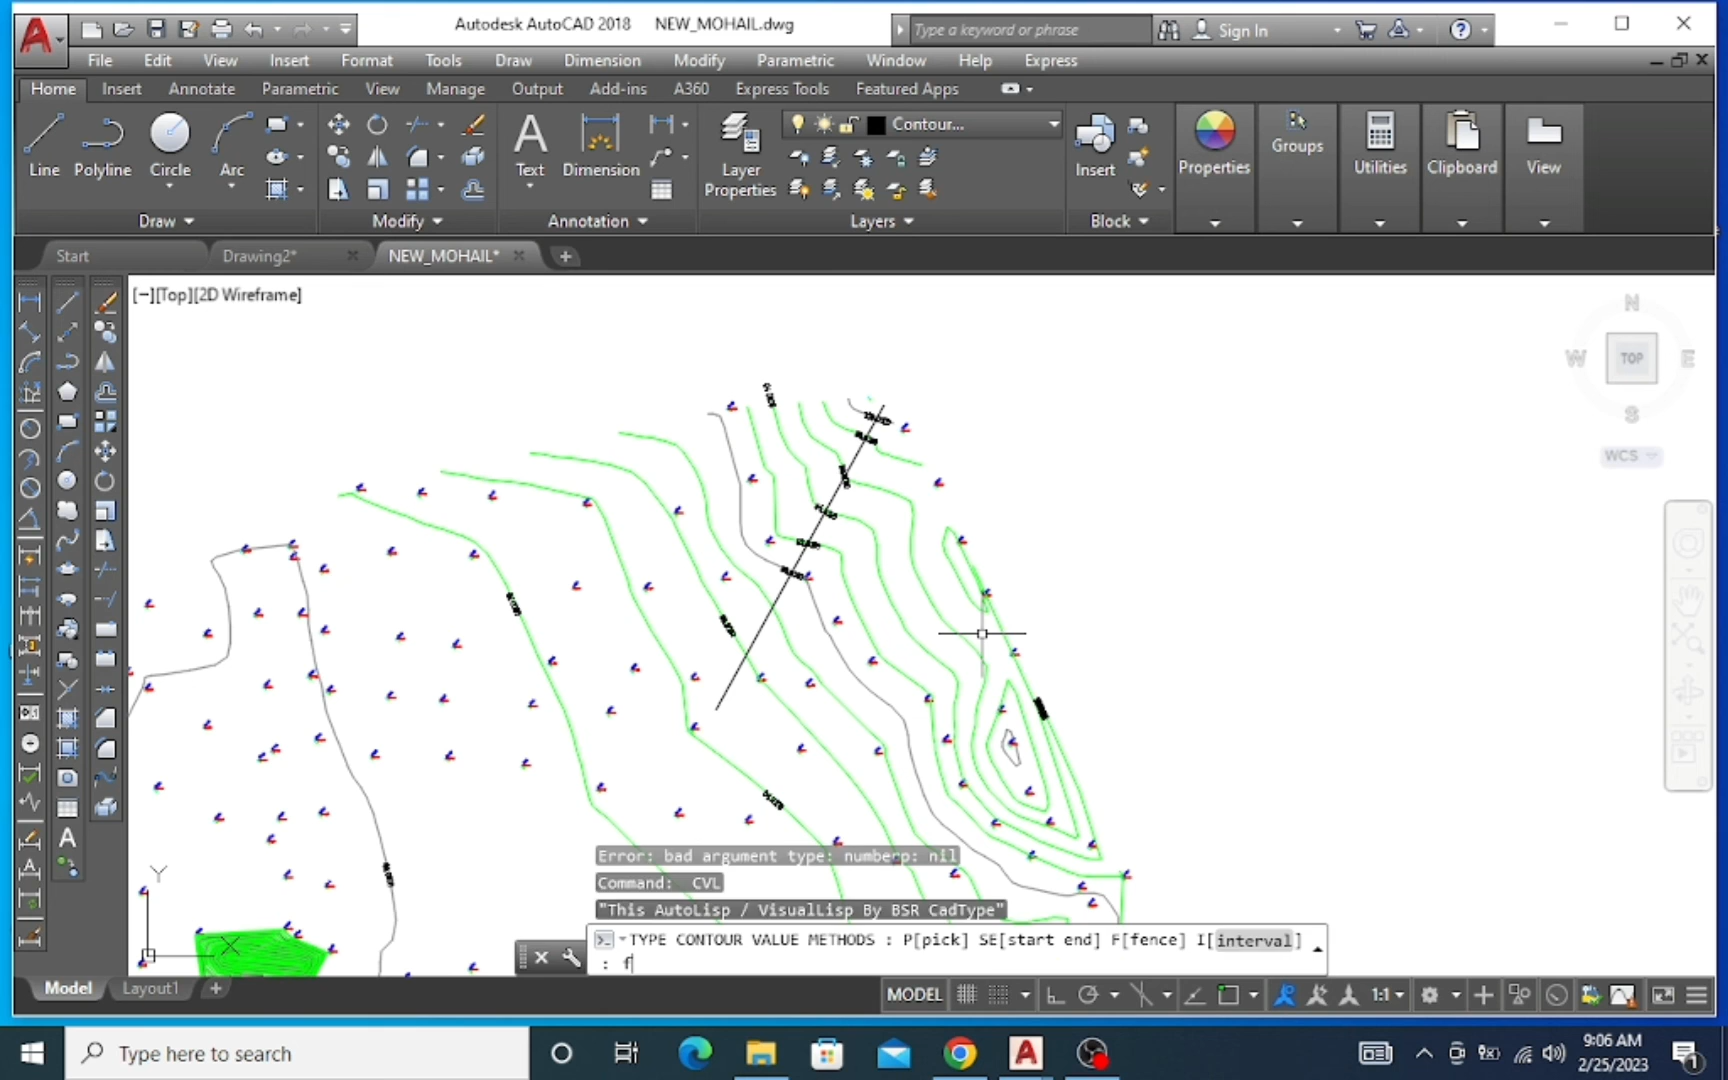 Autodesk AutoCAD 2018 NEW_MOHAIL.dwg
Type a keyword or phrase
Sign In
File Edit View Insert Format Tools Draw Dimension Modify Parametric Window Help Express
Home Insert Annotate Parametric View Manage Output Add-ins A360 Express Tools Featured Apps
Contour...
Line Polyline Circle Arc
Text Dimension
Layer Properties
Insert
Properties Groups Utilities Clipboard View
Draw Modify Annotation Layers Block
Start Drawing2* NEW_MOHAIL*
[−][Top][2D Wireframe]
N
W TOP E
S
WCS
Y
X
Error: bad argument type: numberp: nil
Command: CVL
"This AutoLisp / VisualLisp By BSR CadType"
TYPE CONTOUR VALUE METHODS : P[pick] SE[start end] F[fence] I[interval]
: f
Model Layout1
MODEL
1:1
Type here to search
9:06 AM
2/25/2023
1